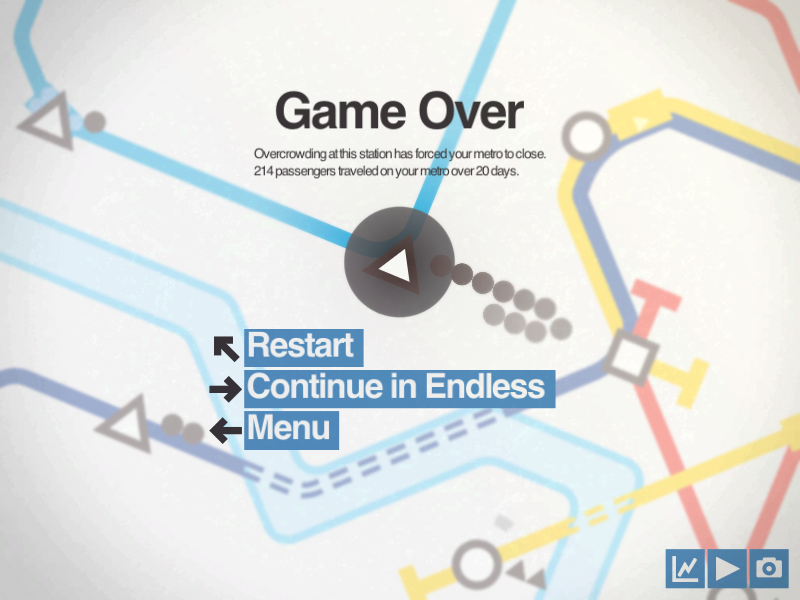 Game Over
Overcrowding at this station has forced your metro to close.
214 passengers traveled on your metro over 20 days.
Restart
Continue in Endless
Menu